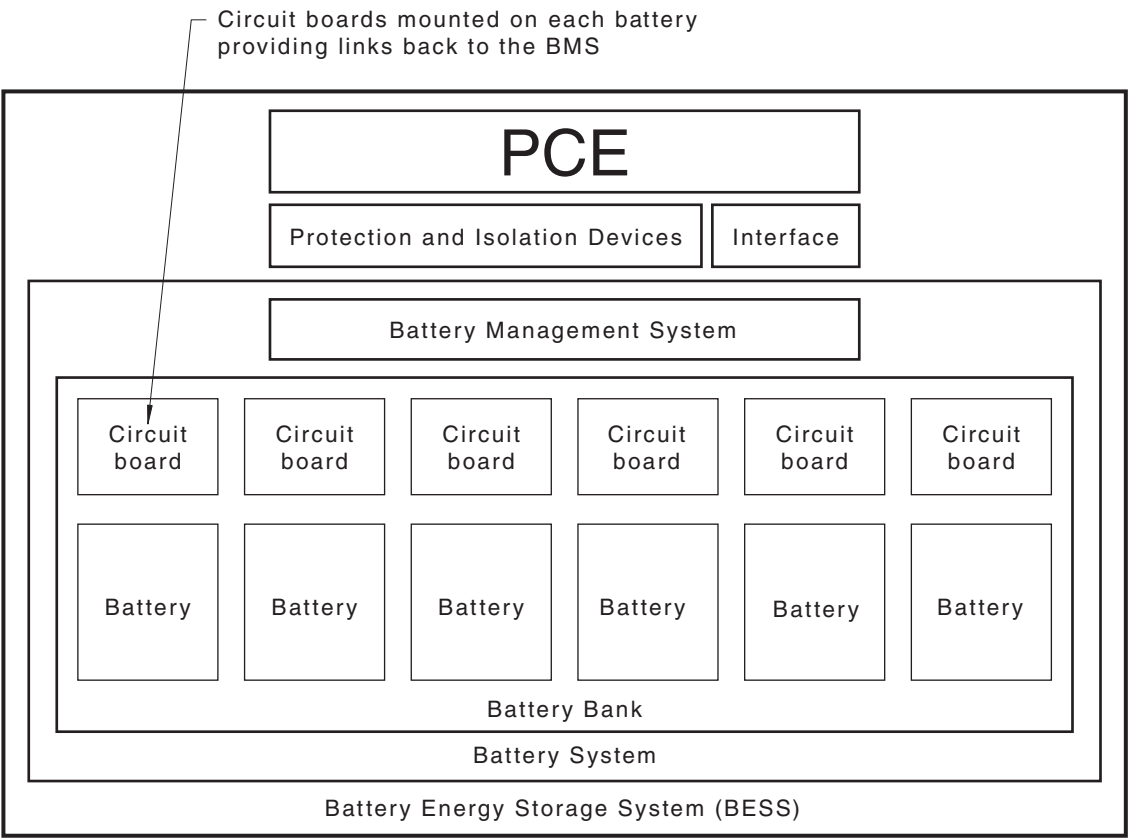 Circuit boards mounted on each battery
providing links back to the BMS
PCE
Protection and Isolation Devices
Interface
Battery Management System
Circuit
board
Circuit
board
Circuit
board
Circuit
board
Circuit
board
Circuit
board
Battery
Battery
Battery
Battery
Battery
Battery
Battery Bank
Battery System
Battery Energy Storage System (BESS)